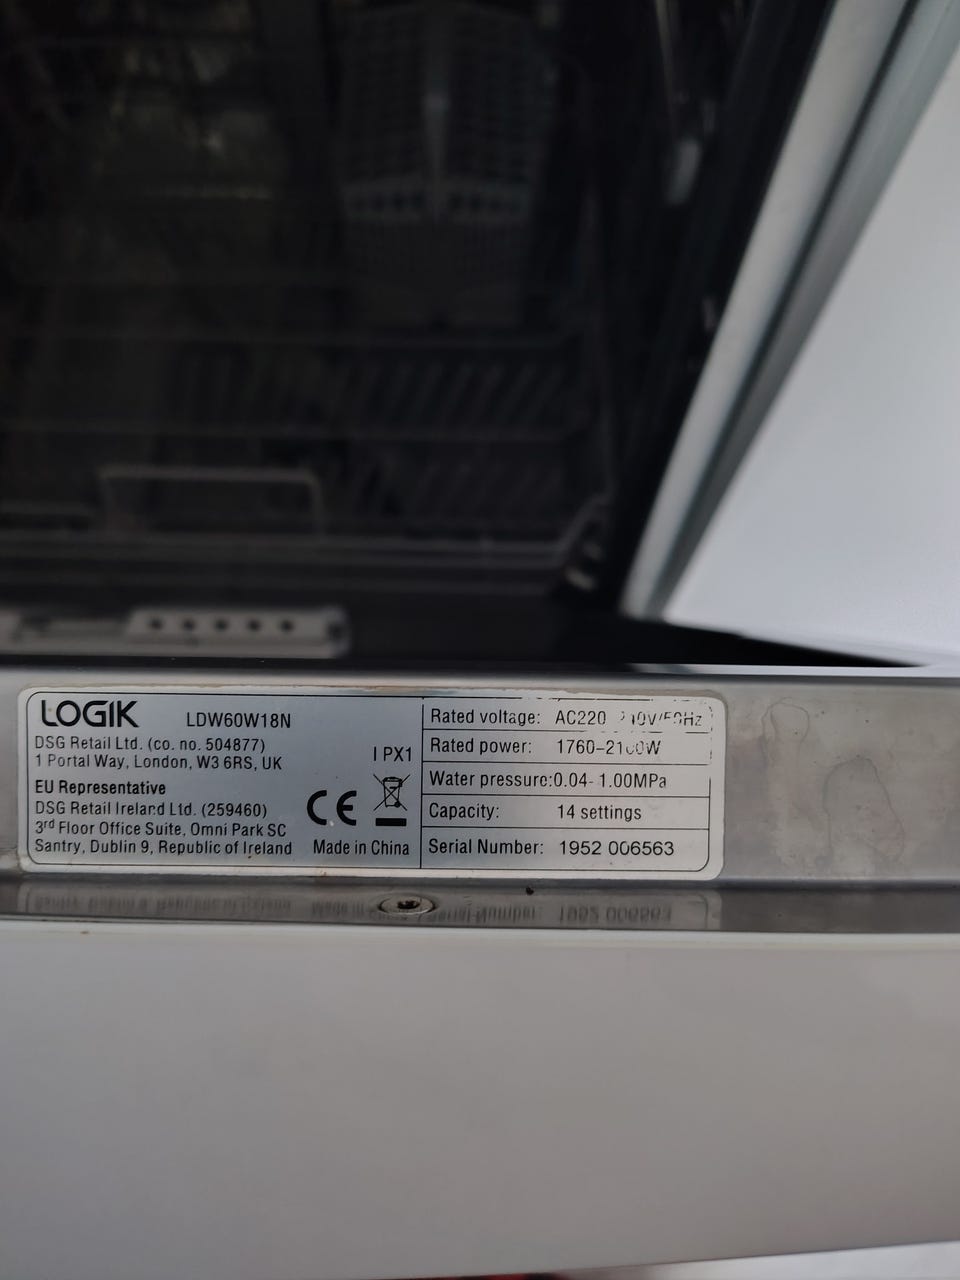 LOGIK LDW60W18N
DSG Retail Ltd. (co. no. 504877)
1 Portal Way, London, W3 6RS, UK
IPX1
EU Representative
DSG Retail Ireland Ltd. (259460)
3rd Floor Office Suite, Omni Park SC
Santry, Dublin 9, Republic of Ireland
CE
Made in China
Rated voltage: AC220
Rated power: 1760-
Water pressure:0.04-1.00MPa
Capacity: 14 settings
Serial Number: 1952 006563